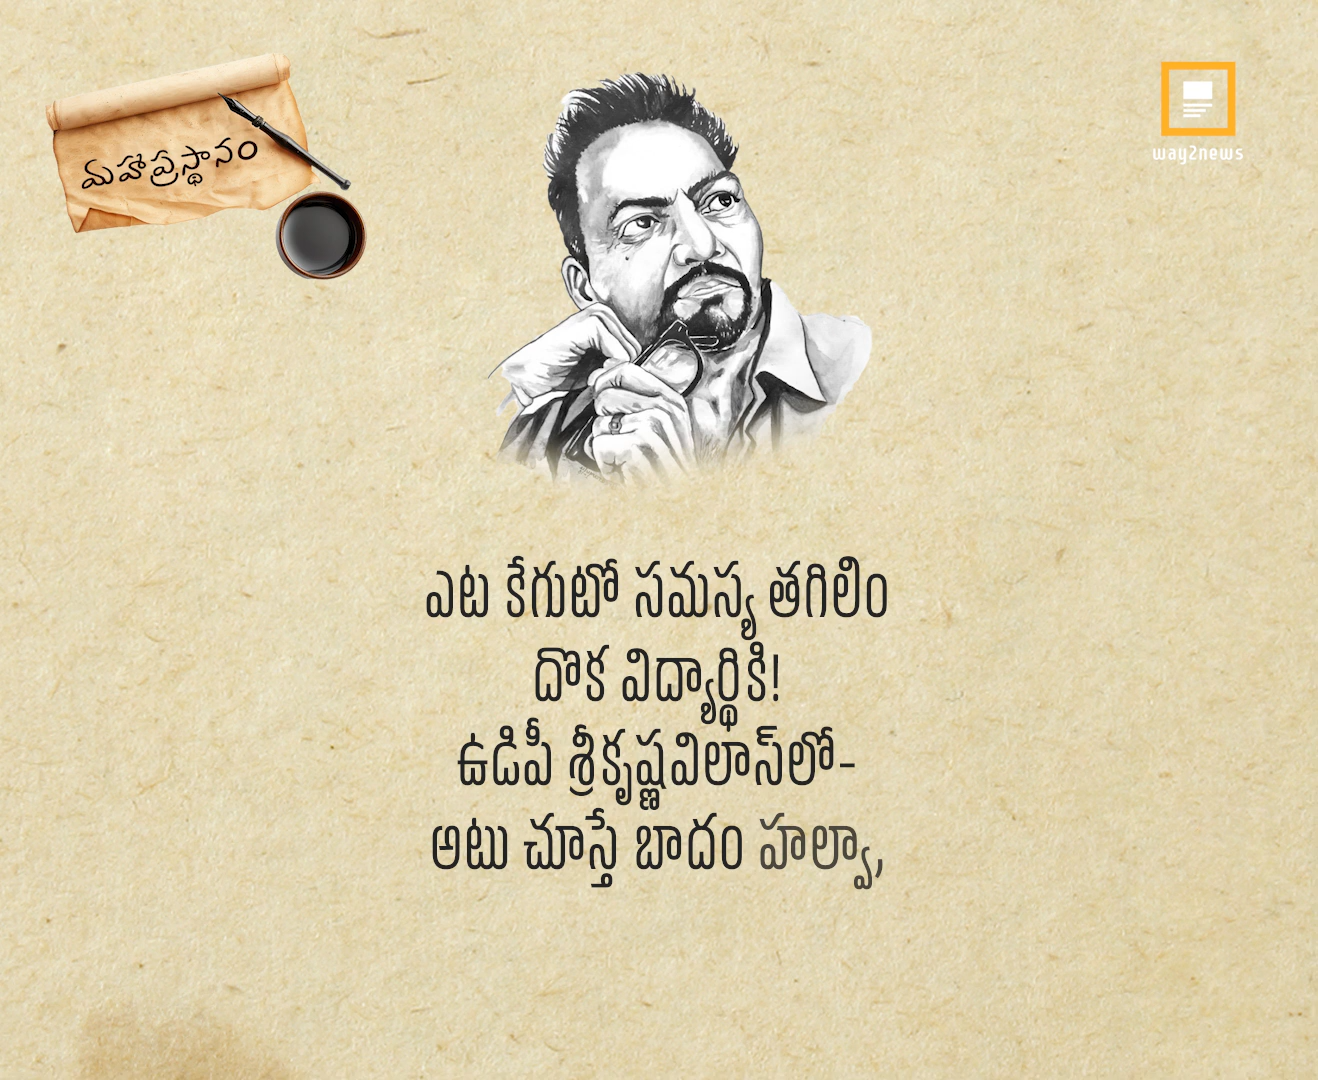 మహాప్రస్థానం
way2news
ఎట కేగుటో సమస్య తగిలిం
దొక విద్యార్థికి!
ఉడిపీ శ్రీకృష్ణవిలాస్‌లో-
అటు చూస్తే బాదం హల్వా,